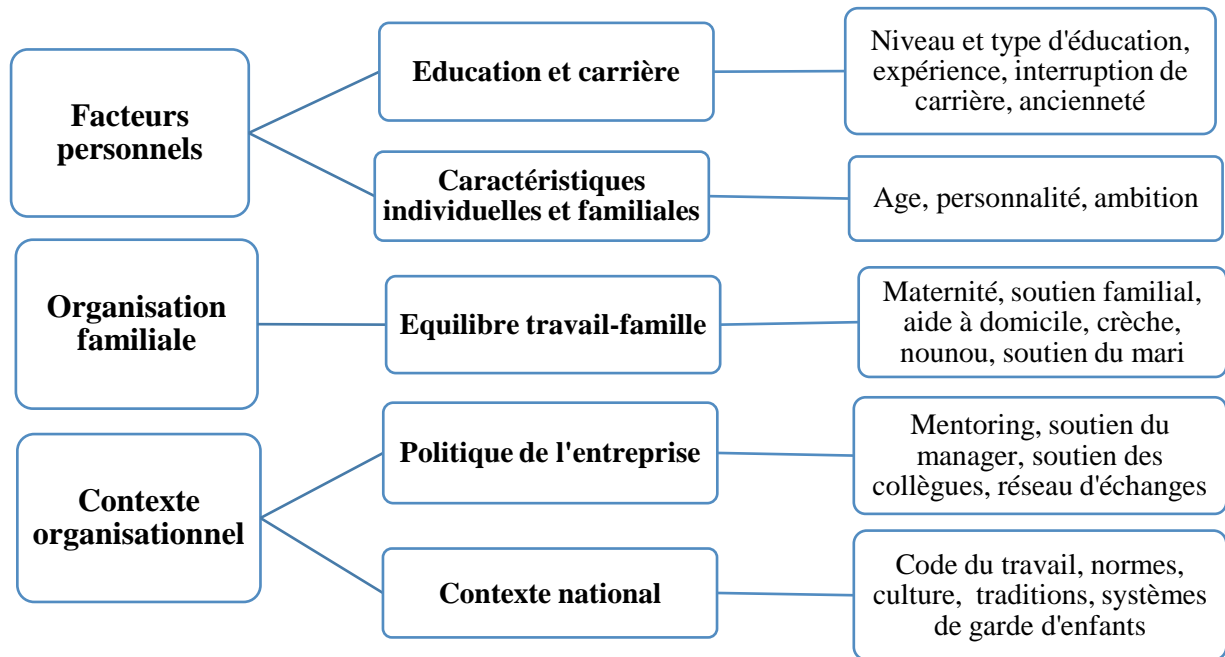 Facteurs
personnels
Education et carrière
Niveau et type d'éducation,
expérience, interruption de
carrière, ancienneté
Caractéristiques
individuelles et familiales
Age, personnalité, ambition
Organisation
familiale
Equilibre travail-famille
Maternité, soutien familial,
aide à domicile, crèche,
nounou, soutien du mari
Contexte
organisationnel
Politique de l'entreprise
Mentoring, soutien du
manager, soutien des
collègues, réseau d'échanges
Contexte national
Code du travail, normes,
culture, traditions, systèmes
de garde d'enfants